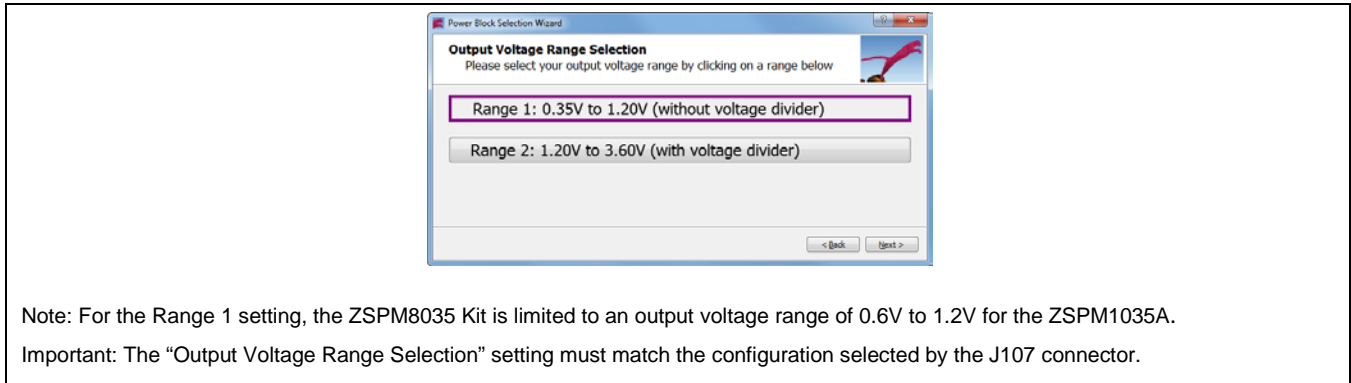 Power Block Selection Wizard
Output Voltage Range Selection
Please select your output voltage range by clicking on a range below
Range 1: 0.35V to 1.20V (without voltage divider)
Range 2: 1.20V to 3.60V (with voltage divider)
< Back Next >
Note: For the Range 1 setting, the ZSPM8035 Kit is limited to an output voltage range of 0.6V to 1.2V for the ZSPM1035A.
Important: The “Output Voltage Range Selection” setting must match the configuration selected by the J107 connector.